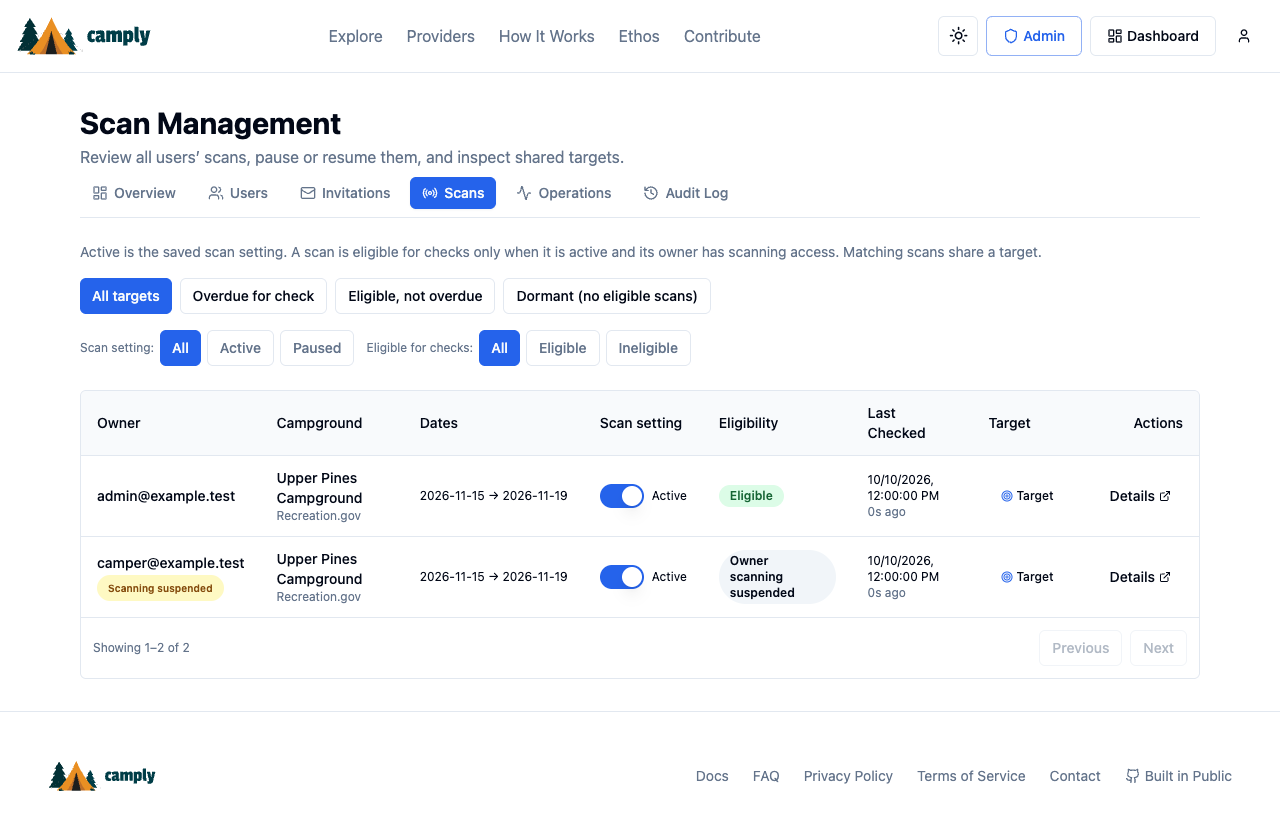 camply
Explore Providers How It Works Ethos Contribute
Admin Dashboard
Scan Management
Review all users’ scans, pause or resume them, and inspect shared targets.
Overview Users Invitations Scans Operations Audit Log
Active is the saved scan setting. A scan is eligible for checks only when it is active and its owner has scanning access. Matching scans share a target.
All targets Overdue for check Eligible, not overdue Dormant (no eligible scans)
Scan setting: All Active Paused Eligible for checks: All Eligible Ineligible
Owner Campground Dates Scan setting Eligibility Last Checked Target Actions
admin@example.test
Upper Pines
Campground
Recreation.gov
2026-11-15 → 2026-11-19
Active
Eligible
10/10/2026,
12:00:00 PM
0s ago
Target
Details
camper@example.test
Scanning suspended
Upper Pines
Campground
Recreation.gov
2026-11-15 → 2026-11-19
Active
Owner
scanning
suspended
10/10/2026,
12:00:00 PM
0s ago
Target
Details
Showing 1–2 of 2
Previous Next
camply
Docs FAQ Privacy Policy Terms of Service Contact Built in Public